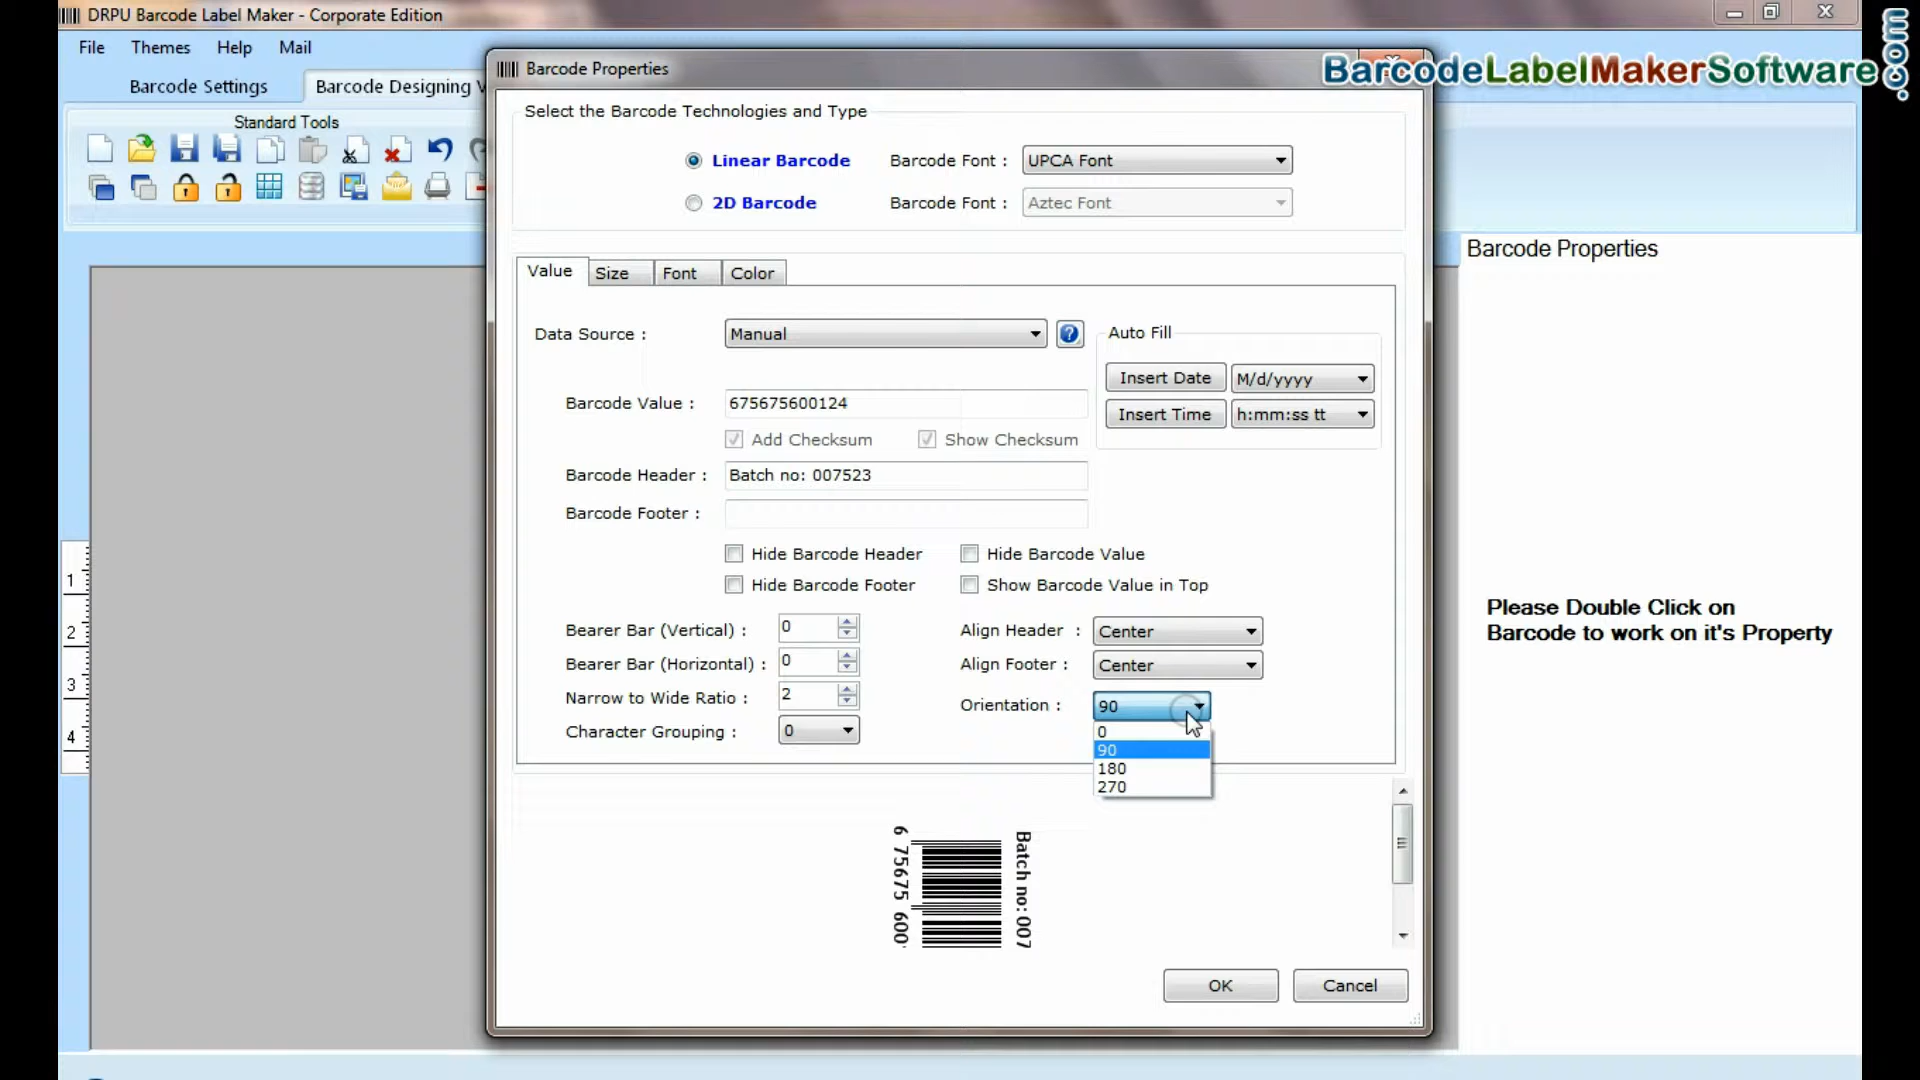 DRPU Barcode Label Maker - Corporate Edition
File Themes Help Mail
Barcode Settings
Barcode Designing V
Standard Tools
BarcodeLabelMakerSoftware.com
Barcode Properties
Select the Barcode Technologies and Type
Linear Barcode Barcode Font : UPCA Font
2D Barcode Barcode Font : Aztec Font
Value Size Font Color
Data Source : Manual
Barcode Value : 675675600124
Add Checksum Show Checksum
Barcode Header : Batch no: 007523
Barcode Footer :
Auto Fill
Insert Date M/d/yyyy
Insert Time h:mm:ss tt
Hide Barcode Header Hide Barcode Value
Hide Barcode Footer Show Barcode Value in Top
Bearer Bar (Vertical) : 0
Bearer Bar (Horizontal) : 0
Narrow to Wide Ratio : 2
Character Grouping : 0
Align Header : Center
Align Footer : Center
Orientation : 90
0
90
180
270
6 75675 600
Batch no: 007
OK Cancel
Barcode Properties
Please Double Click on
Barcode to work on it's Property
1
2
3
4